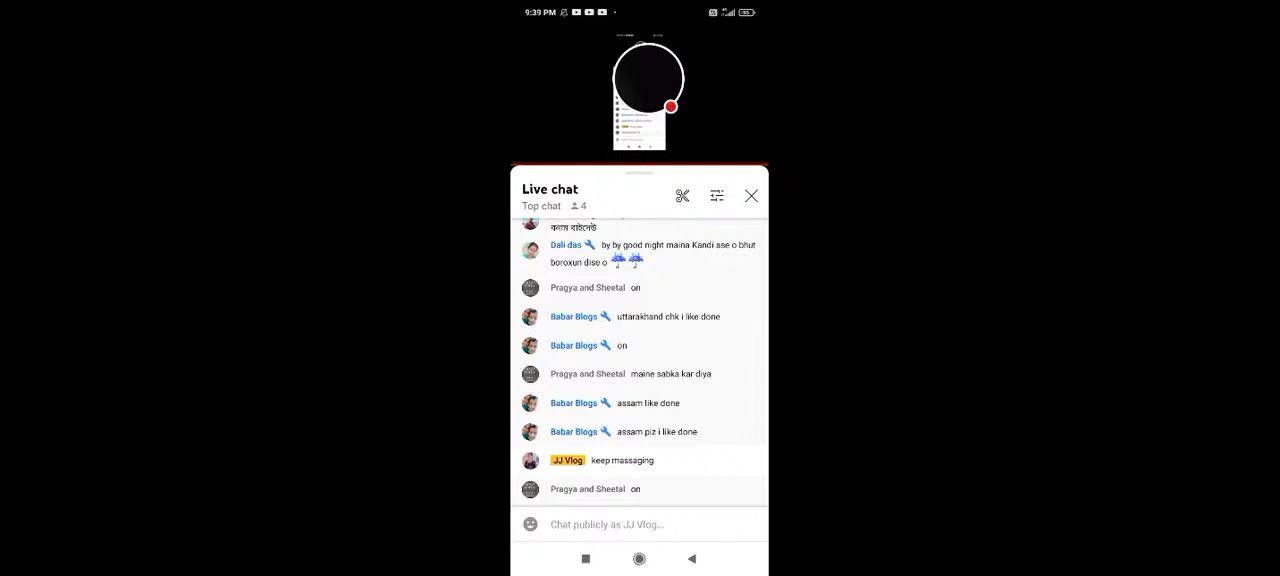 9:39 PM
95
Live chat
Top chat 4
বনাম বাইদেউ
Dali das by by good night maina Kandi ase o bhut
boroxun dise o
Pragya and Sheetal on
Babar Blogs uttarakhand chk i like done
Babar Blogs on
Pragya and Sheetal maine sabka kar diya
Babar Blogs assam like done
Babar Blogs assam piz i like done
JJ Vlog keep massaging
Pragya and Sheetal on
Chat publicly as JJ Vlog...